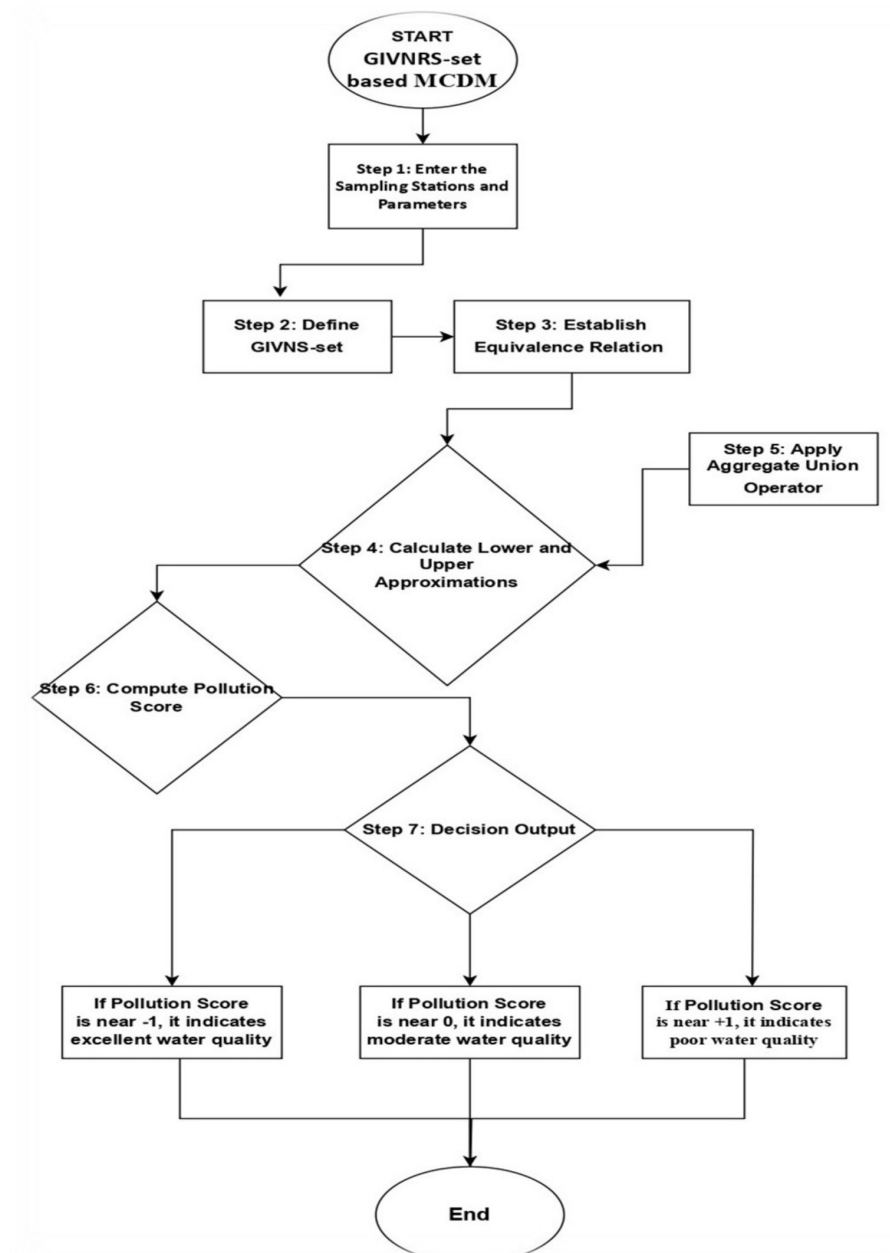 START
GIVNRS-set
based MCDM
Step 1: Enter the
Sampling Stations and
Parameters
Step 2: Define
GIVNS-set
Step 3: Establish
Equivalence Relation
Step 5: Apply
Aggregate Union
Operator
Step 4: Calculate Lower and
Upper
Approximations
Step 6: Compute Pollution
Score
Step 7: Decision Output
If Pollution Score
is near -1, it indicates
excellent water quality
If Pollution Score
is near 0, it indicates
moderate water quality
If Pollution Score
is near +1, it indicates
poor water quality
End